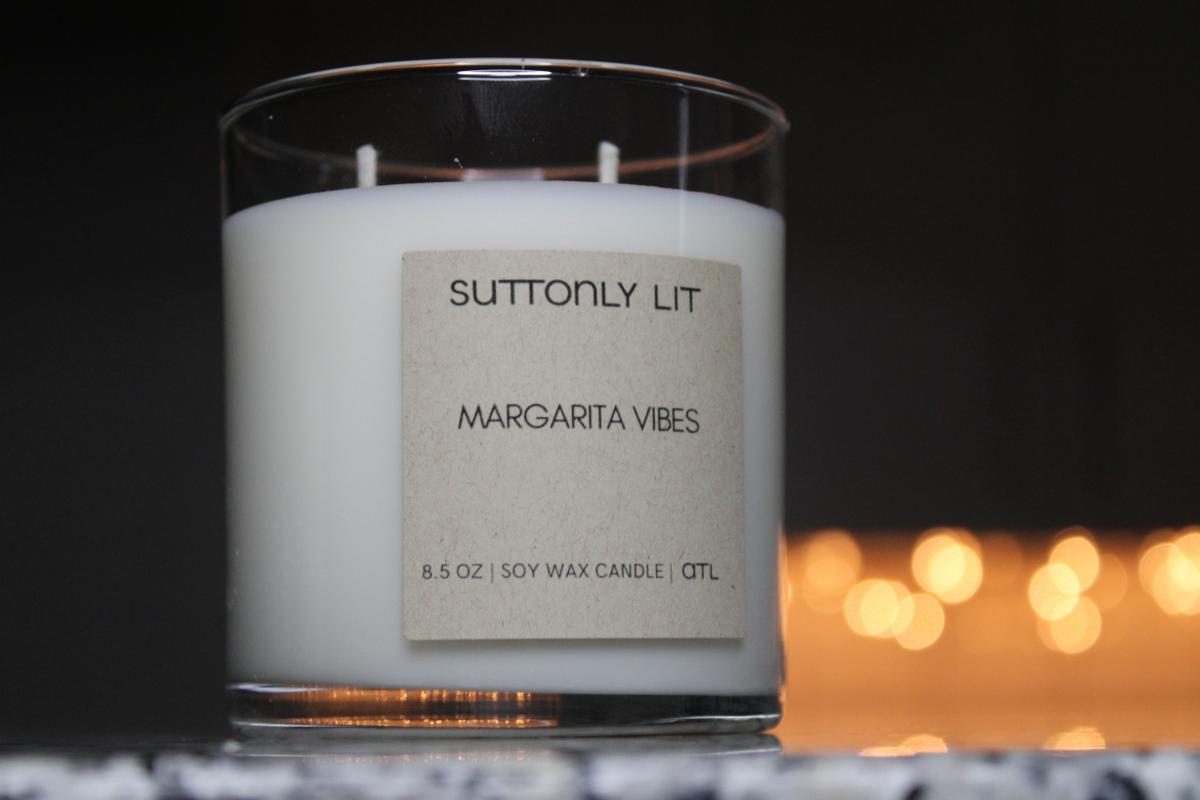 SUTTONLY LIT
MARGARITA VIBES
8.5 OZ | SOY WAX CANDLE | ATL